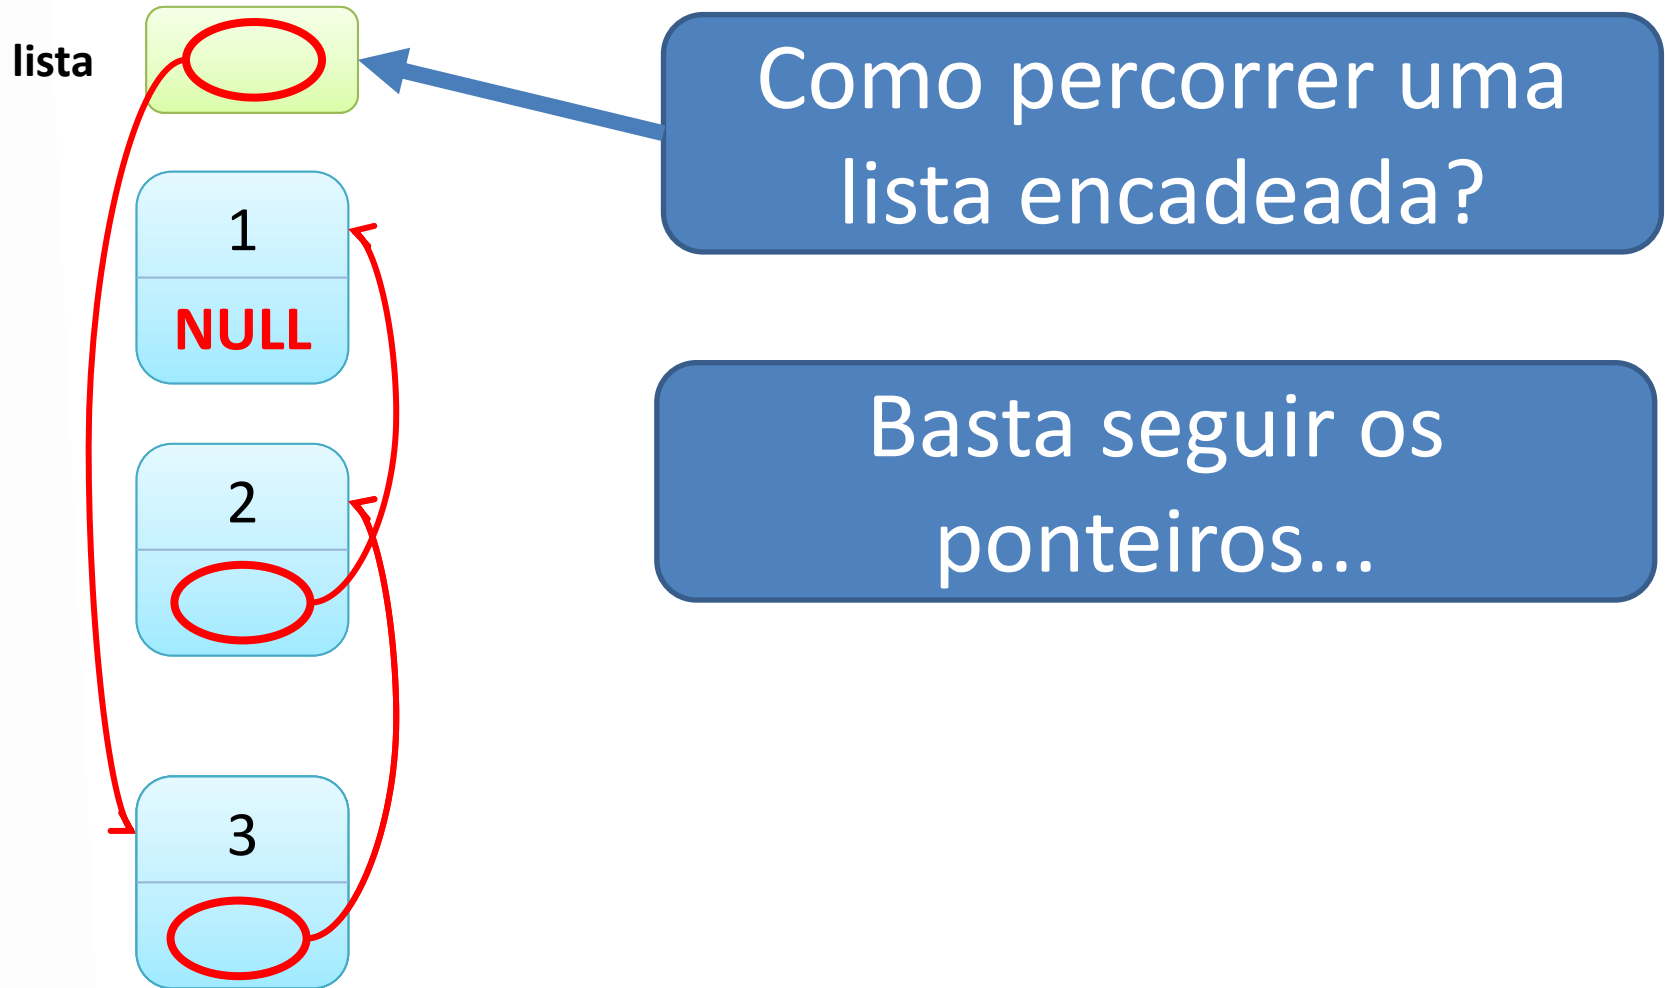 lista
Como percorrer uma
lista encadeada?
1
NULL
Basta seguir os
ponteiros...
2
3